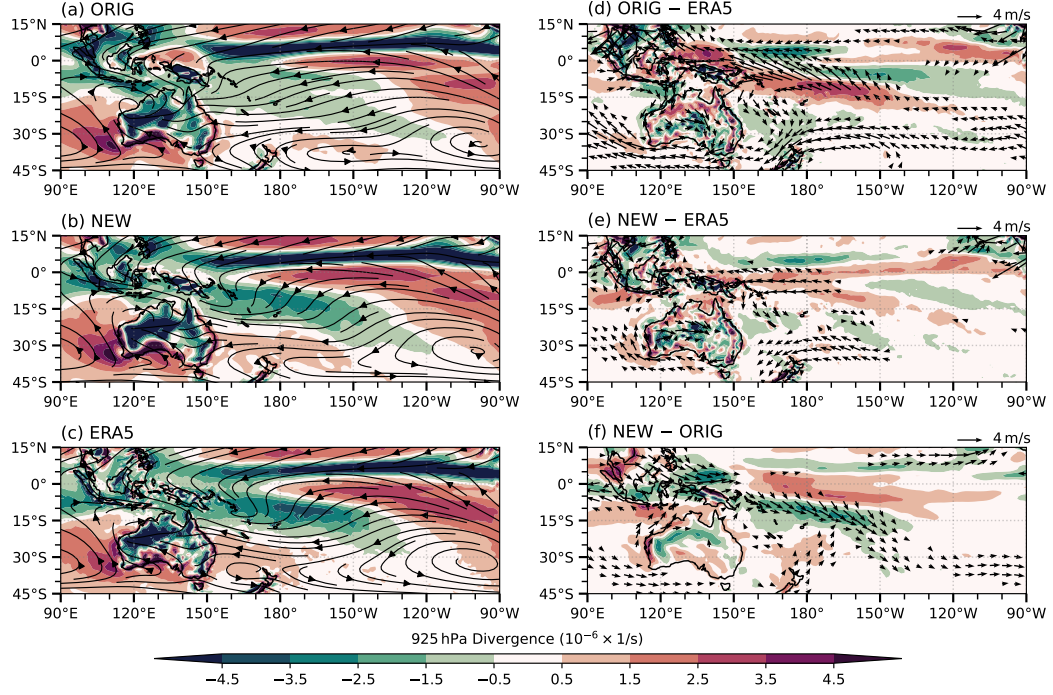 (a) ORIG
15°N
0°
15°S
30°S
45°S
90°E 120°E 150°E 180° 150°W 120°W 90°W
(d) ORIG − ERA5
4 m/s
15°N
0°
15°S
30°S
45°S
90°E 120°E 150°E 180° 150°W 120°W 90°W
(b) NEW
15°N
0°
15°S
30°S
45°S
90°E 120°E 150°E 180° 150°W 120°W 90°W
(e) NEW − ERA5
4 m/s
15°N
0°
15°S
30°S
45°S
90°E 120°E 150°E 180° 150°W 120°W 90°W
(c) ERA5
15°N
0°
15°S
30°S
45°S
90°E 120°E 150°E 180° 150°W 120°W 90°W
(f) NEW − ORIG
4 m/s
15°N
0°
15°S
30°S
45°S
90°E 120°E 150°E 180° 150°W 120°W 90°W
925 hPa Divergence (10⁻⁶ × 1/s)
−4.5 −3.5 −2.5 −1.5 −0.5 0.5 1.5 2.5 3.5 4.5